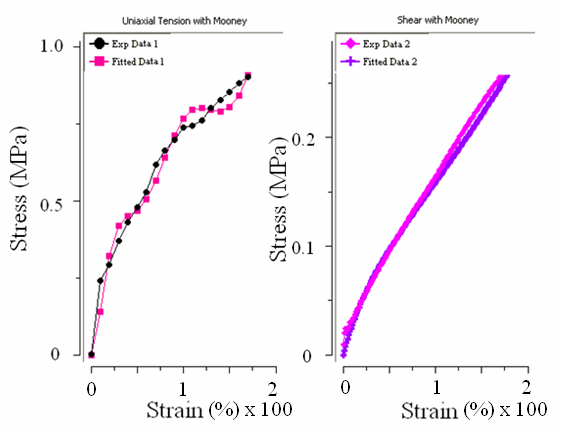 Uniaxial Tension with Mooney
Exp Data 1
Fitted Data 1
1.0
0.5
0
Stress (MPa)
0
1
2
Strain (%) x 100
Shear with Mooney
Exp Data 2
Fitted Data 2
0.2
0.1
0
Stress (MPa)
0
1
2
Strain (%) x 100